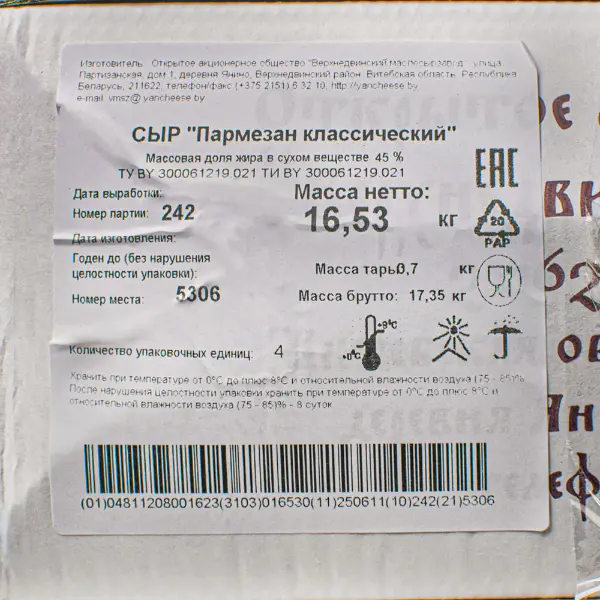 Изготовитель: Открытое акционерное общество "Верхнедвинский маслосырзавод", улица
Партизанская, дом 1, деревня Янино, Верхнедвинский район, Витебская область, Республика
Беларусь, 211622, телефон/факс (+375 2151) 6 32 10, http://yancheese.by
e-mail: vmsz@yancheese.by
СЫР "Пармезан классический"
Массовая доля жира в сухом веществе 45 %
ТУ BY 300061219.021 ТИ BY 300061219.021
EAC
Дата выработки:
Масса нетто:
Номер партии: 242
16,53 кг
20
PAP
Дата изготовления:
Годен до (без нарушения
целостности упаковки):
Масса тары 0,7 кг
Номер места: 5306
Масса брутто: 17,35 кг
Количество упаковочных единиц: 4
Хранить при температуре от 0°С до плюс 8°С и относительной влажности воздуха (75 - 85)%
После нарушения целостности упаковки хранить при температуре от 0°С до плюс 8°С и
относительной влажности воздуха (75 - 85)% - 8 суток
(01)04811208001623(3103)016530(11)250611(10)242(21)5306